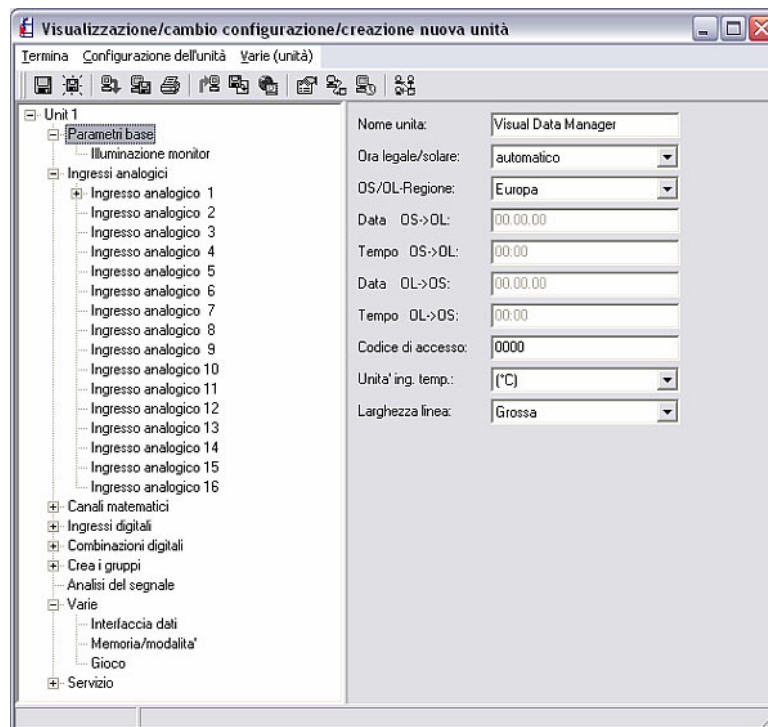 Visualizzazione/cambio configurazione/creazione nuova unità
Termina Configurazione dell'unità Varie (unità)
Unit 1
Parametri base
Illuminazione monitor
Ingressi analogici
Ingresso analogico 1
Ingresso analogico 2
Ingresso analogico 3
Ingresso analogico 4
Ingresso analogico 5
Ingresso analogico 6
Ingresso analogico 7
Ingresso analogico 8
Ingresso analogico 9
Ingresso analogico 10
Ingresso analogico 11
Ingresso analogico 12
Ingresso analogico 13
Ingresso analogico 14
Ingresso analogico 15
Ingresso analogico 16
Canali matematici
Ingressi digitali
Combinazioni digitali
Crea i gruppi
Analisi del segnale
Varie
Interfaccia dati
Memoria/modalita'
Gioco
Servizio
Nome unita: Visual Data Manager
Ora legale/solare: automatico
OS/OL-Regione: Europa
Data OS->OL: 00.00.00
Tempo OS->OL: 00:00
Data OL->OS: 00.00.00
Tempo OL->OS: 00:00
Codice di accesso: 0000
Unita' ing. temp.: (°C)
Larghezza linea: Grossa